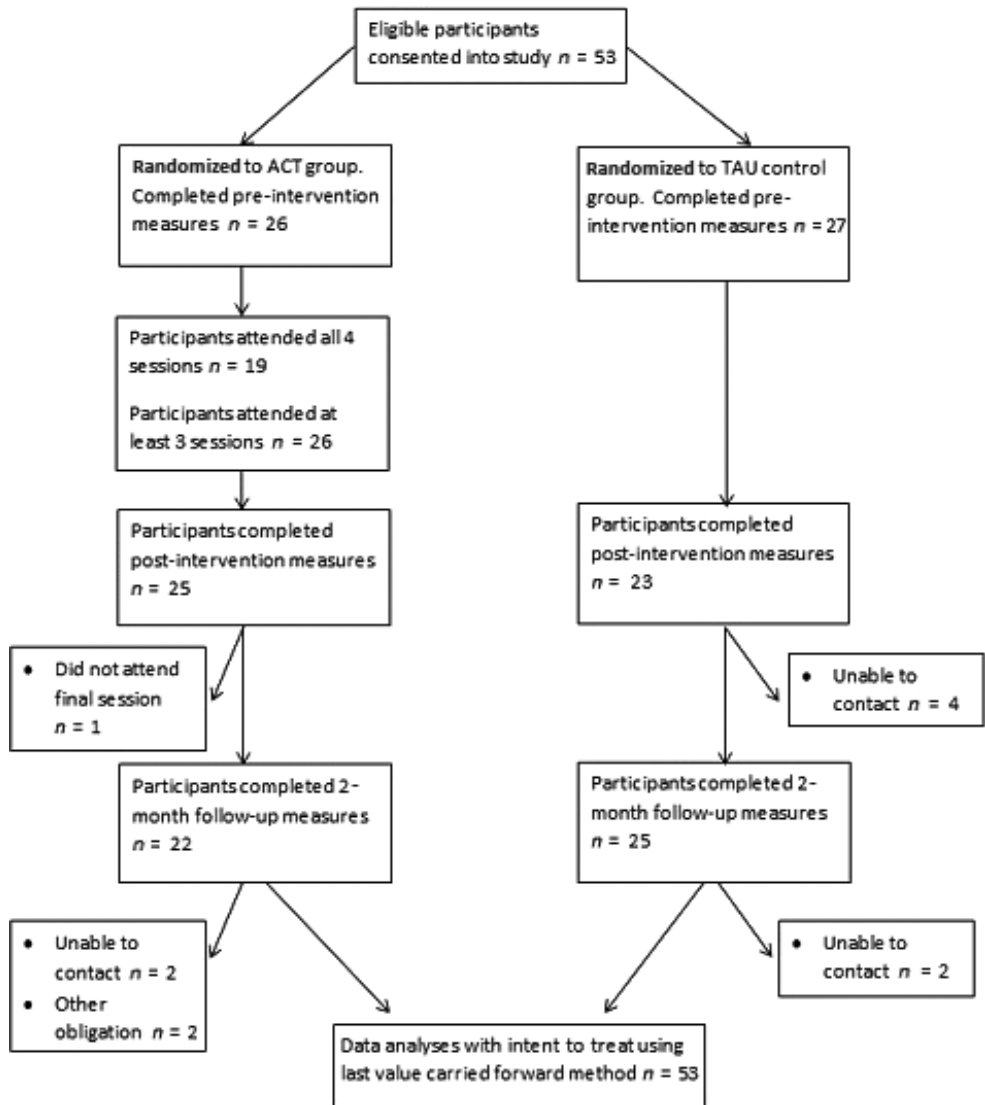 Eligible participants
consented into study n = 53
Randomized to ACT group.
Completed pre-intervention
measures n = 26
Randomized to TAU control
group. Completed pre-
intervention measures n = 27
Participants attended all 4
sessions n = 19
Participants attended at
least 3 sessions n = 26
Participants completed
post-intervention measures
n = 25
Participants completed
post-intervention measures
n = 23
• Did not attend
final session
n = 1
• Unable to
contact n = 4
Participants completed 2-
month follow-up measures
n = 22
Participants completed 2-
month follow-up measures
n = 25
• Unable to
contact n = 2
• Other
obligation n = 2
• Unable to
contact n = 2
Data analyses with intent to treat using
last value carried forward method n = 53